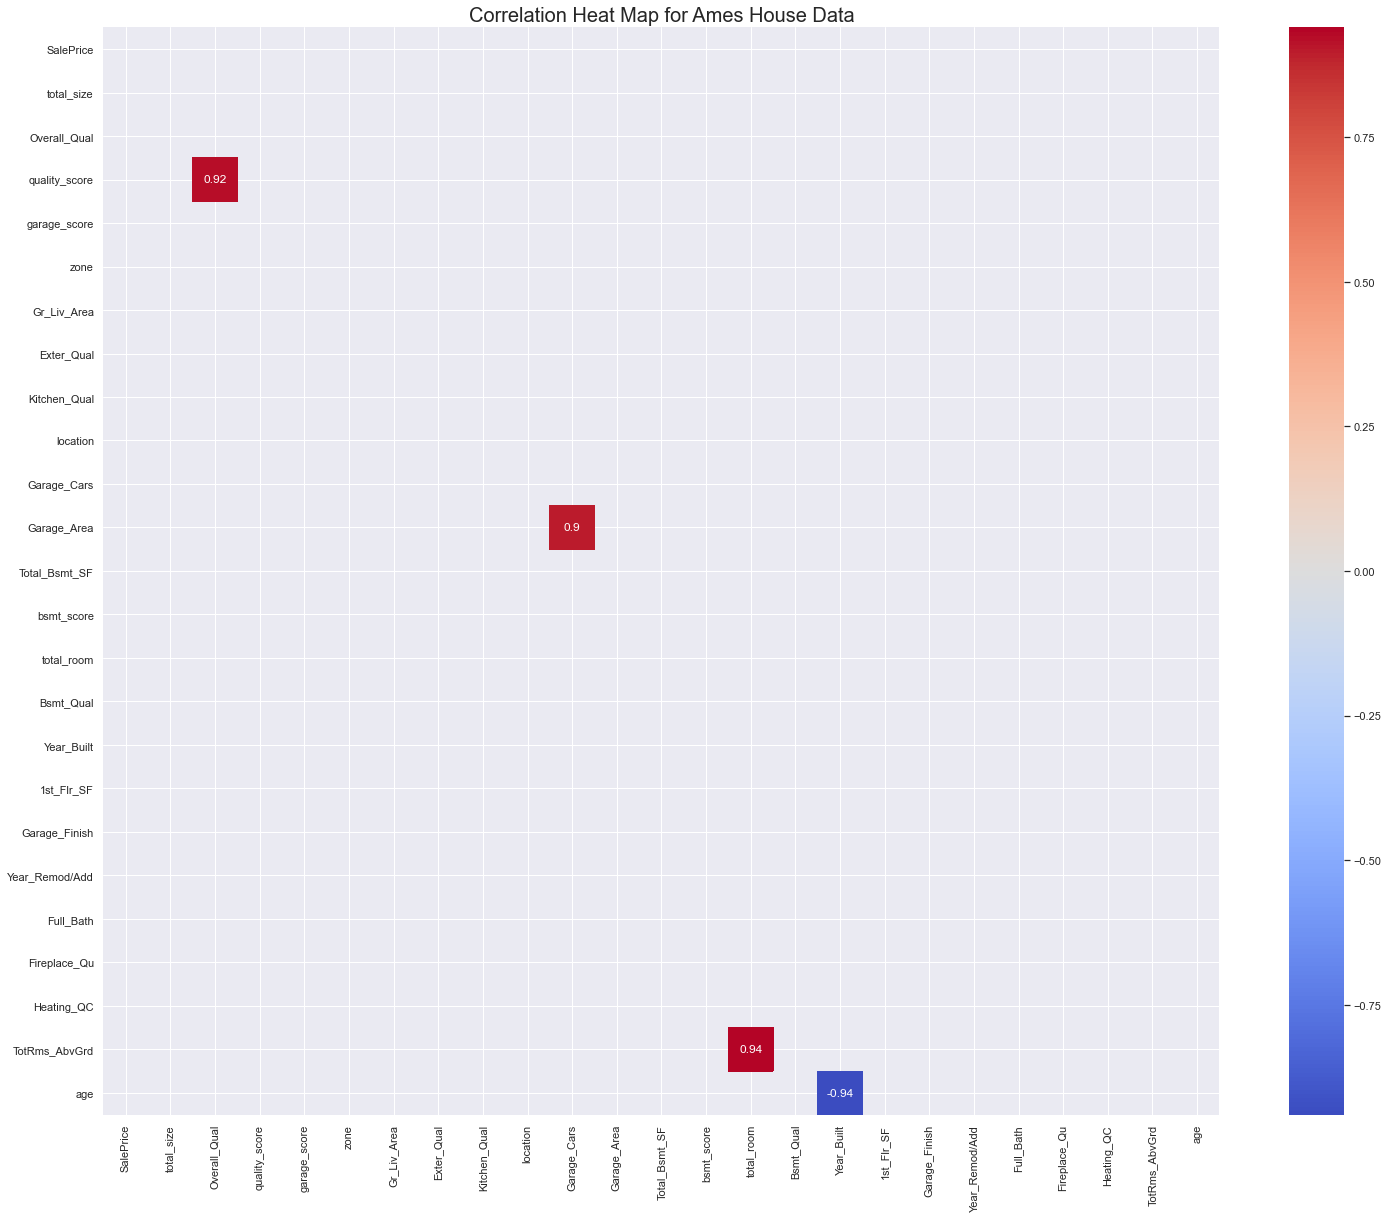 Correlation Heat Map for Ames House Data
SalePrice
total_size
Overall_Qual
quality_score
0.92
garage_score
zone
Gr_Liv_Area
Exter_Qual
Kitchen_Qual
location
Garage_Cars
Garage_Area
0.9
Total_Bsmt_SF
bsmt_score
total_room
Bsmt_Qual
Year_Built
1st_Flr_SF
Garage_Finish
Year_Remod/Add
Full_Bath
Fireplace_Qu
Heating_QC
TotRms_AbvGrd
0.94
age
-0.94
SalePrice
total_size
Overall_Qual
quality_score
garage_score
zone
Gr_Liv_Area
Exter_Qual
Kitchen_Qual
location
Garage_Cars
Garage_Area
Total_Bsmt_SF
bsmt_score
total_room
Bsmt_Qual
Year_Built
1st_Flr_SF
Garage_Finish
Year_Remod/Add
Full_Bath
Fireplace_Qu
Heating_QC
TotRms_AbvGrd
age
0.75
0.50
0.25
0.00
−0.25
−0.50
−0.75